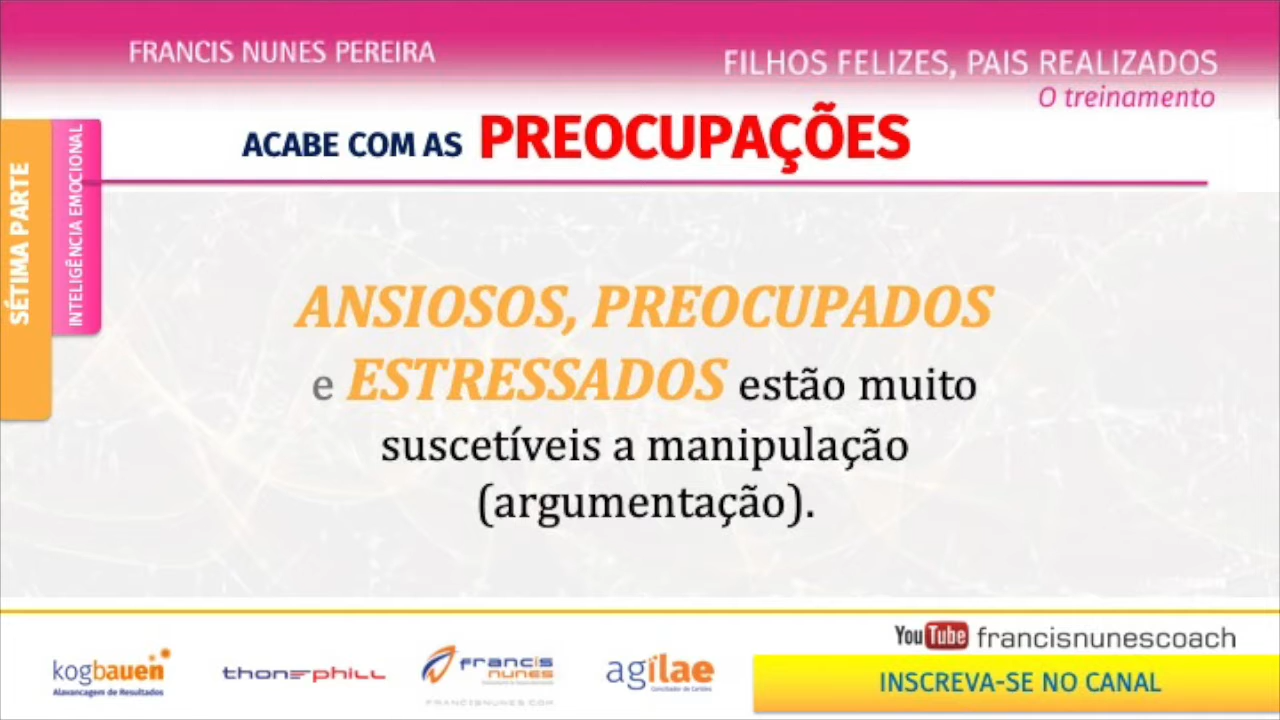 FRANCIS NUNES PEREIRA
FILHOS FELIZES, PAIS REALIZADOS
O treinamento
ACABE COM AS PREOCUPAÇÕES
SÉTIMA PARTE
INTELIGÊNCIA EMOCIONAL
ANSIOSOS, PREOCUPADOS
e ESTRESSADOS estão muito
suscetíveis a manipulação
(argumentação).
YouTube francisnunescoach
INSCREVA-SE NO CANAL
kogbauen
Alavancagem de Resultados
thonephill
francis
nunes
FRANCISNUNES.COM
agilae